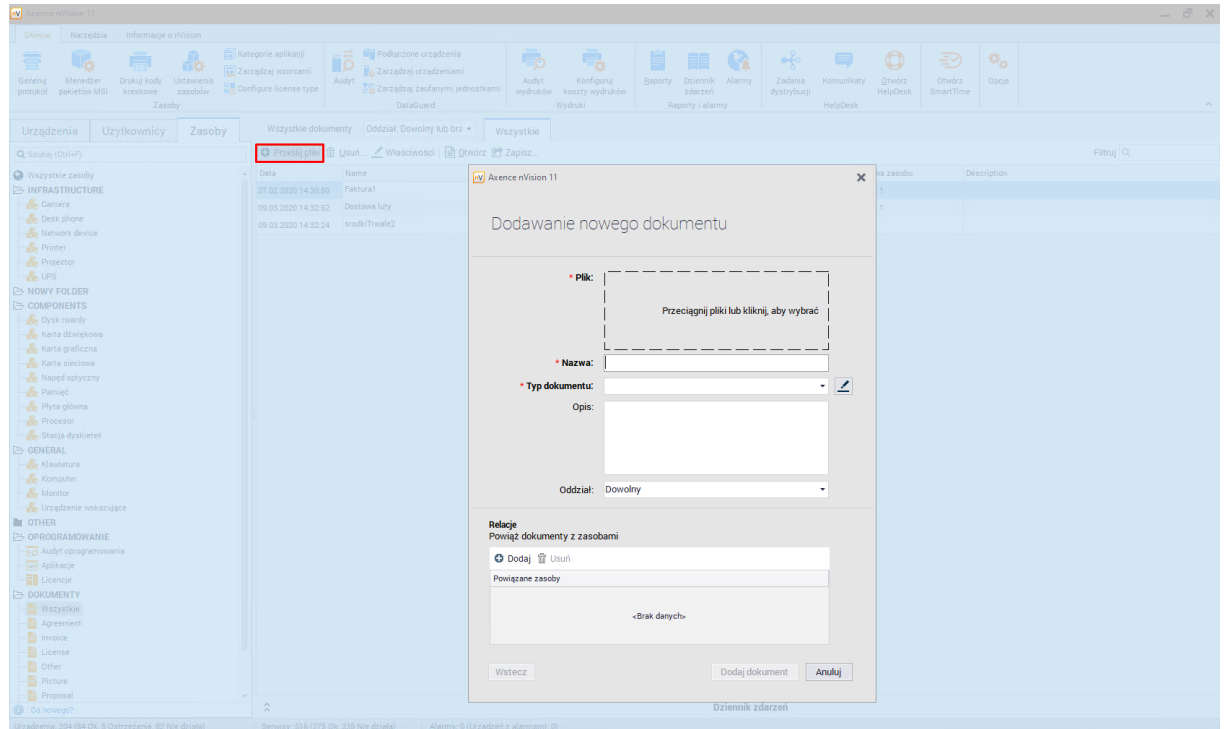 Axence nVision 11
Główne Narzędzia Informacje o nVision
Generuj protokół
Menedżer pakietów MSI
Drukuj kody kreskowe
Ustawienia zasobów
Kategorie aplikacji
Zarządzaj wzorcami
Configure license type
Zasoby
Audyt
Podłączone urządzenia
Zarządzaj urządzeniami
Zarządzaj zaufanymi jednostkami
DataGuard
Audyt wydruków
Konfiguruj koszty wydruków
Wydruki
Raporty
Dziennik zdarzeń
Alarmy
Raporty i alarmy
Zadania dystrybucji
Komunikaty
Otwórz HelpDesk
HelpDesk
Otwórz SmartTime
Opcje
Urządzenia Użytkownicy Zasoby
Wszystkie dokumenty Oddział: Dowolny lub bra Wszystkie
Szukaj (Ctrl+F)
Prześlij pliki Usuń... Właściwości Otwórz Zapisz... Filtruj
Wszystkie zasoby
INFRASTRUCTURE
Camera
Desk phone
Network device
Printer
Projector
UPS
NOWY FOLDER
COMPONENTS
Dysk twardy
Karta dźwiękowa
Karta graficzna
Karta sieciowa
Napęd optyczny
Pamięć
Płyta główna
Procesor
Stacja dyskietek
GENERAL
Klawiatura
Komputer
Monitor
Urządzenie wskazujące
OTHER
OPROGRAMOWANIE
Audyt oprogramowania
Aplikacje
Licencje
DOKUMENTY
Wszystkie
Agreement
Invoice
License
Other
Picture
Proposal
Co nowego?
Data Name wa zasobu Description
27.02.2020 14:30:50 Faktura1 1
09.03.2020 14:32:52 Dostawa luty 1
09.03.2020 14:32:24 srodkiTrwale2
Axence nVision 11
Dodawanie nowego dokumentu
* Plik:
Przeciągnij pliki lub kliknij, aby wybrać
* Nazwa:
* Typ dokumentu:
Opis:
Oddział: Dowolny
Relacje
Powiąż dokumenty z zasobami
Dodaj Usuń
Powiązane zasoby
<Brak danych>
Wstecz Dodaj dokument Anuluj
Dziennik zdarzeń